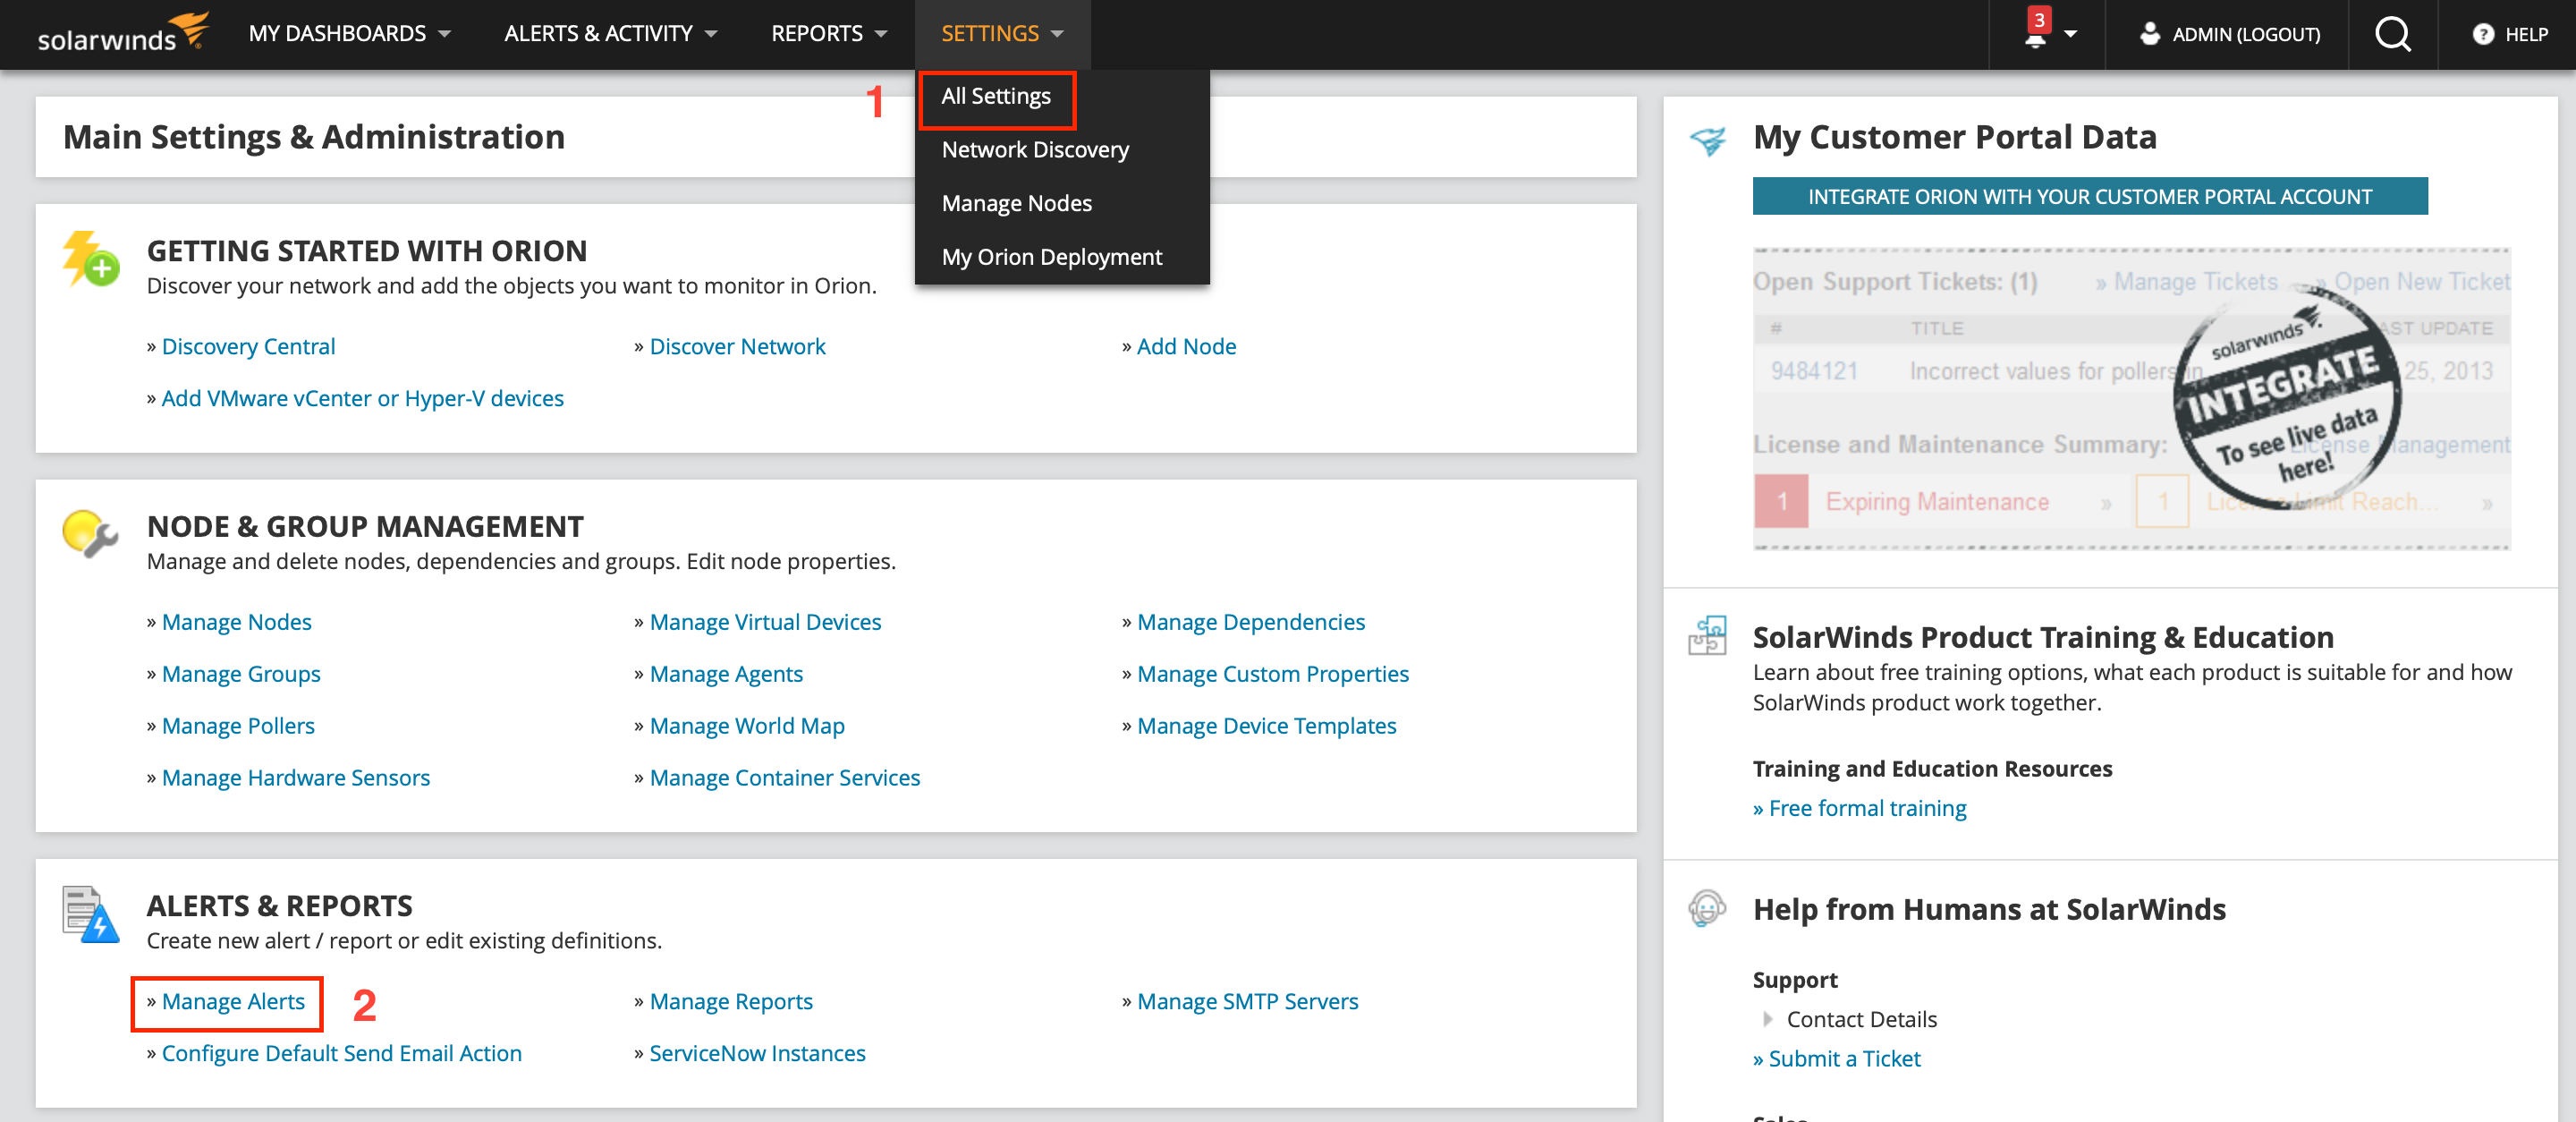 solarwinds MY DASHBOARDS ALERTS & ACTIVITY REPORTS SETTINGS 3 ADMIN (LOGOUT) ? HELP
1 All Settings
Network Discovery
Manage Nodes
My Orion Deployment
Main Settings & Administration
GETTING STARTED WITH ORION
Discover your network and add the objects you want to monitor in Orion.
» Discovery Central » Discover Network » Add Node
» Add VMware vCenter or Hyper-V devices
NODE & GROUP MANAGEMENT
Manage and delete nodes, dependencies and groups. Edit node properties.
» Manage Nodes » Manage Virtual Devices » Manage Dependencies
» Manage Groups » Manage Agents » Manage Custom Properties
» Manage Pollers » Manage World Map » Manage Device Templates
» Manage Hardware Sensors » Manage Container Services
ALERTS & REPORTS
Create new alert / report or edit existing definitions.
» Manage Alerts 2 » Manage Reports » Manage SMTP Servers
» Configure Default Send Email Action » ServiceNow Instances
My Customer Portal Data
INTEGRATE ORION WITH YOUR CUSTOMER PORTAL ACCOUNT
Open Support Tickets: (1) » Manage Tickets » Open New Ticket
# TITLE AST UPDATE
9484121 Incorrect values for pollers in 25, 2013
License and Maintenance Summary: License Management
1 Expiring Maintenance » 1 License Limit Reach... »
solarwinds
INTEGRATE
To see live data
here!
SolarWinds Product Training & Education
Learn about free training options, what each product is suitable for and how
SolarWinds product work together.
Training and Education Resources
» Free formal training
Help from Humans at SolarWinds
Support
Contact Details
» Submit a Ticket